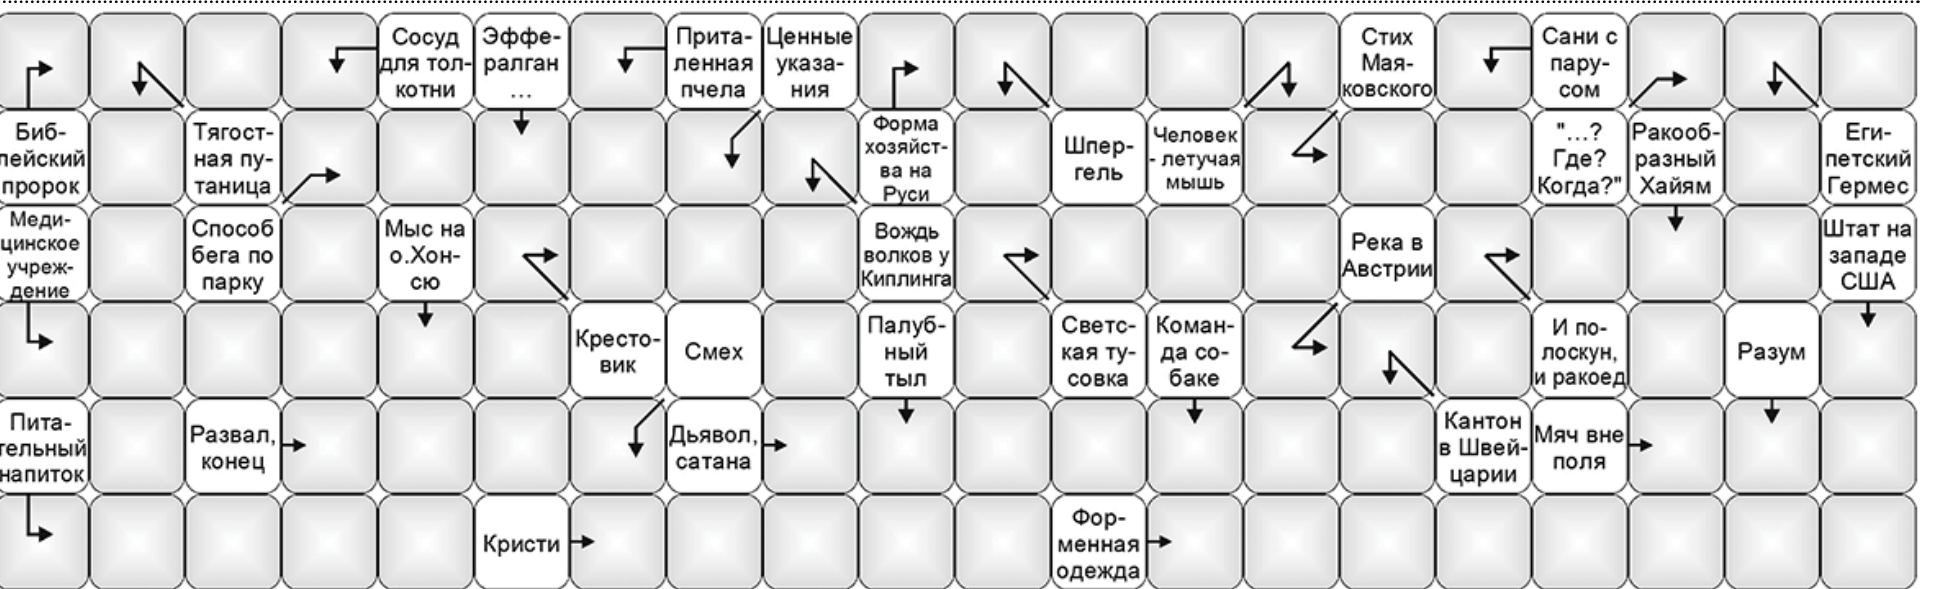 Сосуд
для тол-
котни
Эффе-
ралган
...
Прита-
ленная
пчела
Ценные
указа-
ния
Стих
Мая-
ковского
Сани с
пару-
сом
Биб-
лейский
пророк
Тягост-
ная пу-
таница
Форма
хозяйст-
ва на
Руси
Шпер-
гель
Человек
- летучая
мышь
"...?
Где?
Когда?"
Ракооб-
разный
Хайям
Еги-
петский
Гермес
Меди-
цинское
учреж-
дение
Способ
бега по
парку
Мыс на
о.Хон-
сю
Вождь
волков у
Киплинга
Река в
Австрии
Штат на
западе
США
Кресто-
вик
Смех
Палуб-
ный
тыл
Светс-
кая ту-
совка
Коман-
да со-
баке
И по-
лоскун,
и ракоед
Разум
Пита-
тельный
напиток
Развал,
конец
Дьявол,
сатана
Кантон
в Швей-
царии
Мяч вне
поля
Кристи
Фор-
менная
одежда